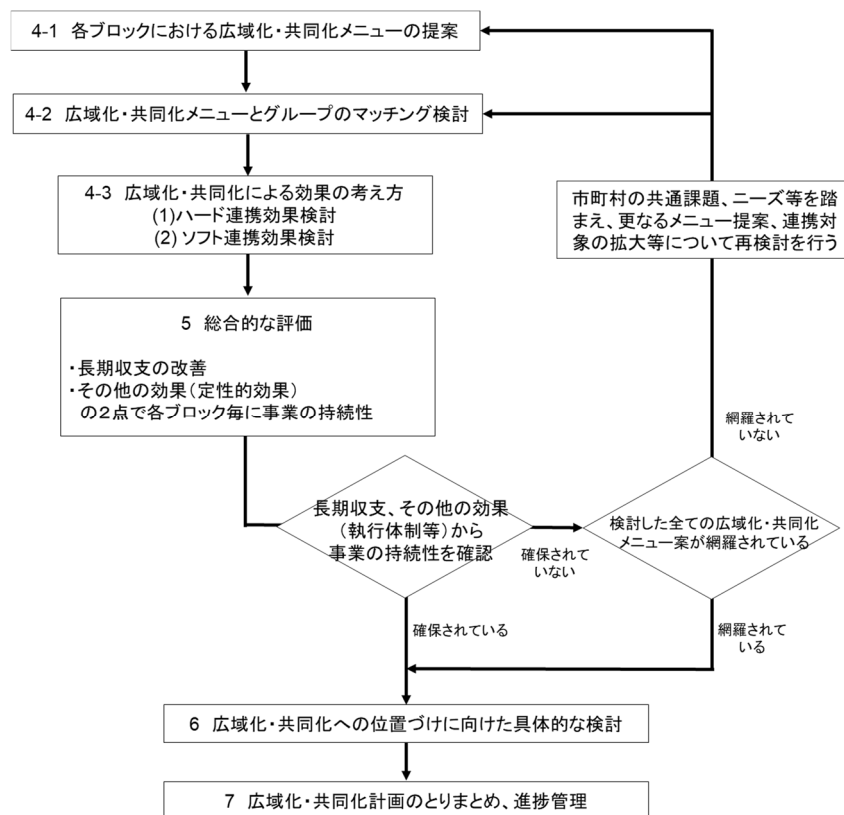 4-1 各ブロックにおける広域化・共同化メニューの提案
4-2 広域化・共同化メニューとグループのマッチング検討
4-3 広域化・共同化による効果の考え方
(1)ハード連携効果検討
(2) ソフト連携効果検討
市町村の共通課題、ニーズ等を踏
まえ、更なるメニュー提案、連携対
象の拡大等について再検討を行う
5 総合的な評価
・長期収支の改善
・その他の効果(定性的効果)
の2点で各ブロック毎に事業の持続性
網羅されて
いない
長期収支、その他の効果
(執行体制等)から
事業の持続性を確認
確保されて
いない
検討した全ての広域化・共同化
メニュー案が網羅されている
確保されている
網羅されて
いる
6 広域化・共同化への位置づけに向けた具体的な検討
7 広域化・共同化計画のとりまとめ、進捗管理